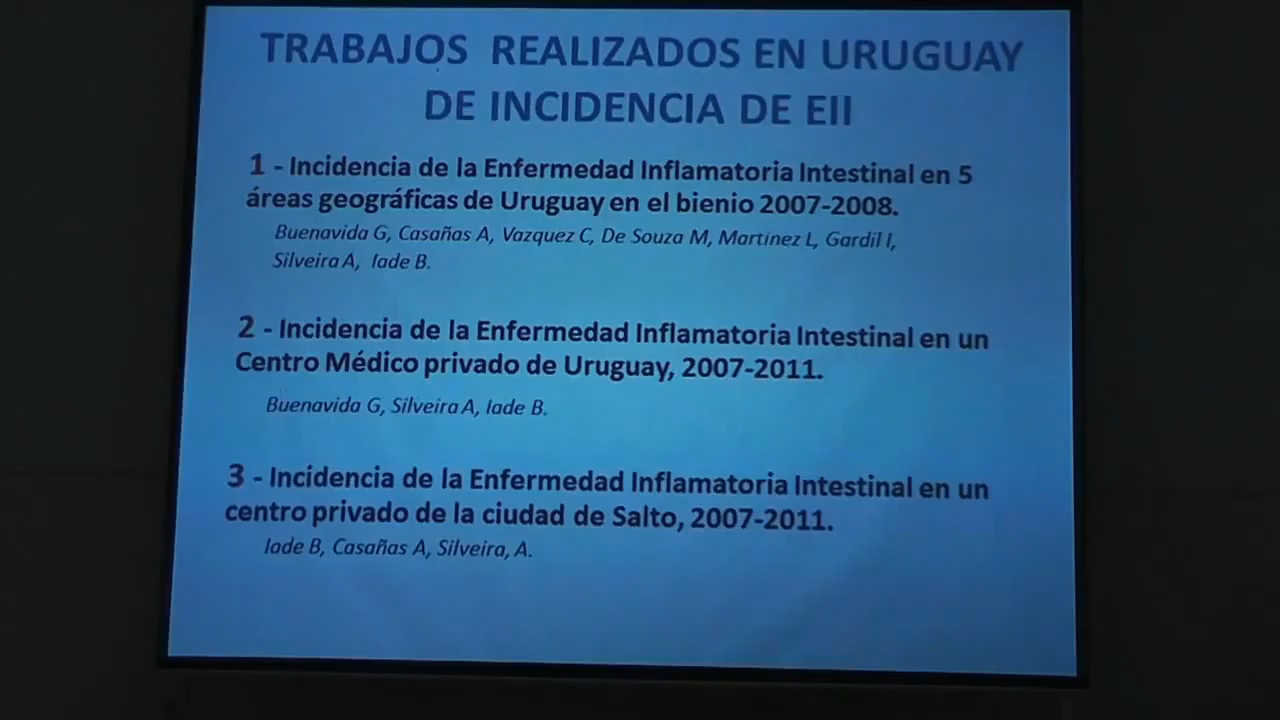 TRABAJOS REALIZADOS EN URUGUAY
DE INCIDENCIA DE EII
1 - Incidencia de la Enfermedad Inflamatoria Intestinal en 5
áreas geográficas de Uruguay en el bienio 2007-2008.
Buenavida G, Casañas A, Vazquez C, De Souza M, Martinez L, Gardil I,
Silveira A, Iade B.
2 - Incidencia de la Enfermedad Inflamatoria Intestinal en un
Centro Médico privado de Uruguay, 2007-2011.
Buenavida G, Silveira A, Iade B.
3 - Incidencia de la Enfermedad Inflamatoria Intestinal en un
centro privado de la ciudad de Salto, 2007-2011.
Iade B, Casañas A, Silveira, A.